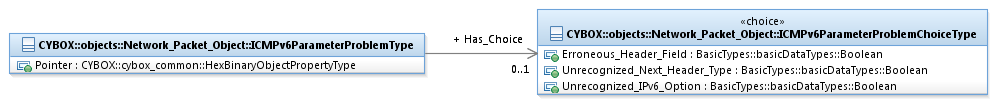 CYBOX::objects::Network_Packet_Object::ICMPv6ParameterProblemType
Pointer : CYBOX::cybox_common::HexBinaryObjectPropertyType
+ Has_Choice
0..1
«choice»
CYBOX::objects::Network_Packet_Object::ICMPv6ParameterProblemChoiceType
Erroneous_Header_Field : BasicTypes::basicDataTypes::Boolean
Unrecognized_Next_Header_Type : BasicTypes::basicDataTypes::Boolean
Unrecognized_IPv6_Option : BasicTypes::basicDataTypes::Boolean